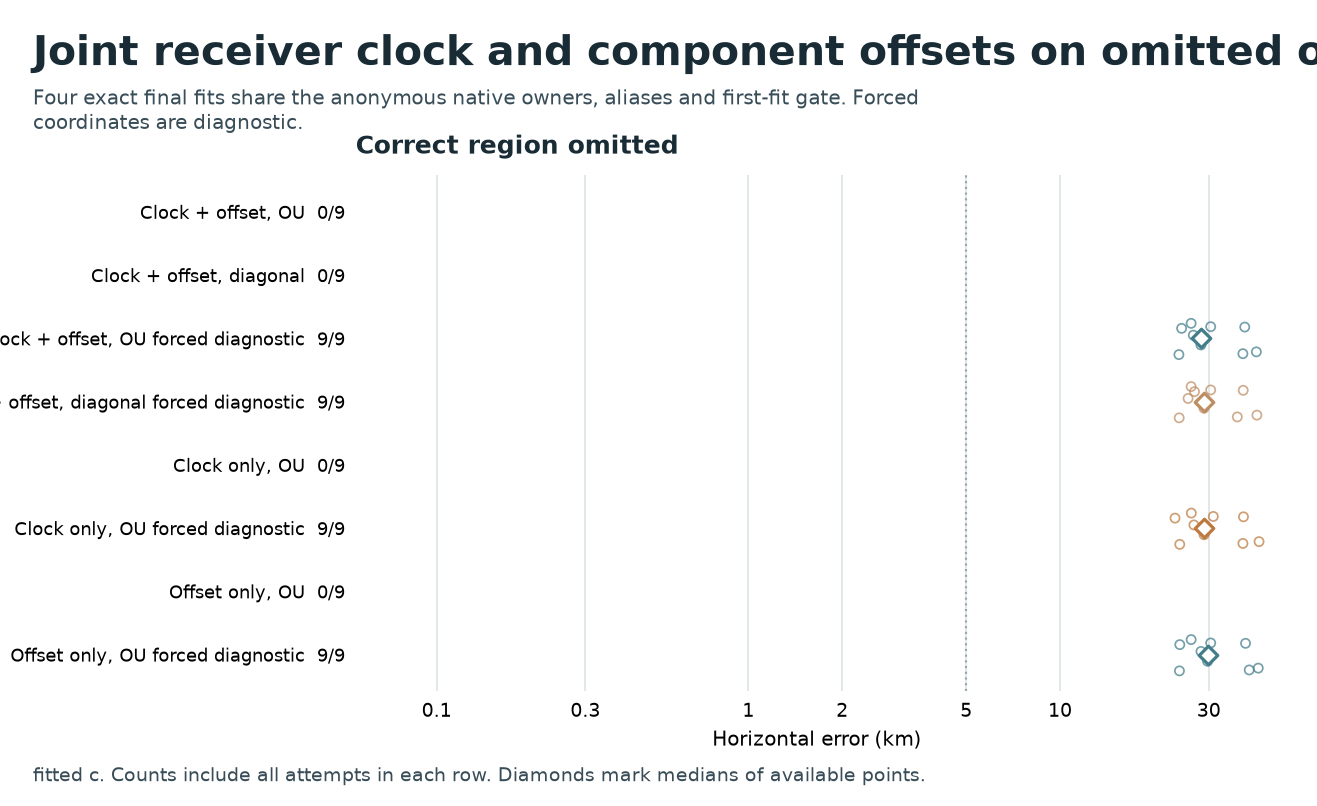 Joint receiver clock and component offsets on omitted
Four exact final fits share the anonymous native owners, aliases and first-fit gate. Forced
coordinates are diagnostic.
Correct region omitted
Clock + offset, OU 0/9
Clock + offset, diagonal 0/9
+ offset, OU forced diagnostic 9/9
offset, diagonal forced diagnostic 9/9
Clock only, OU 0/9
Clock only, OU forced diagnostic 9/9
Offset only, OU 0/9
Offset only, OU forced diagnostic 9/9
0.1 0.3 1 2 5 10 30
Horizontal error (km)
fitted c. Counts include all attempts in each row. Diamonds mark medians of available points.